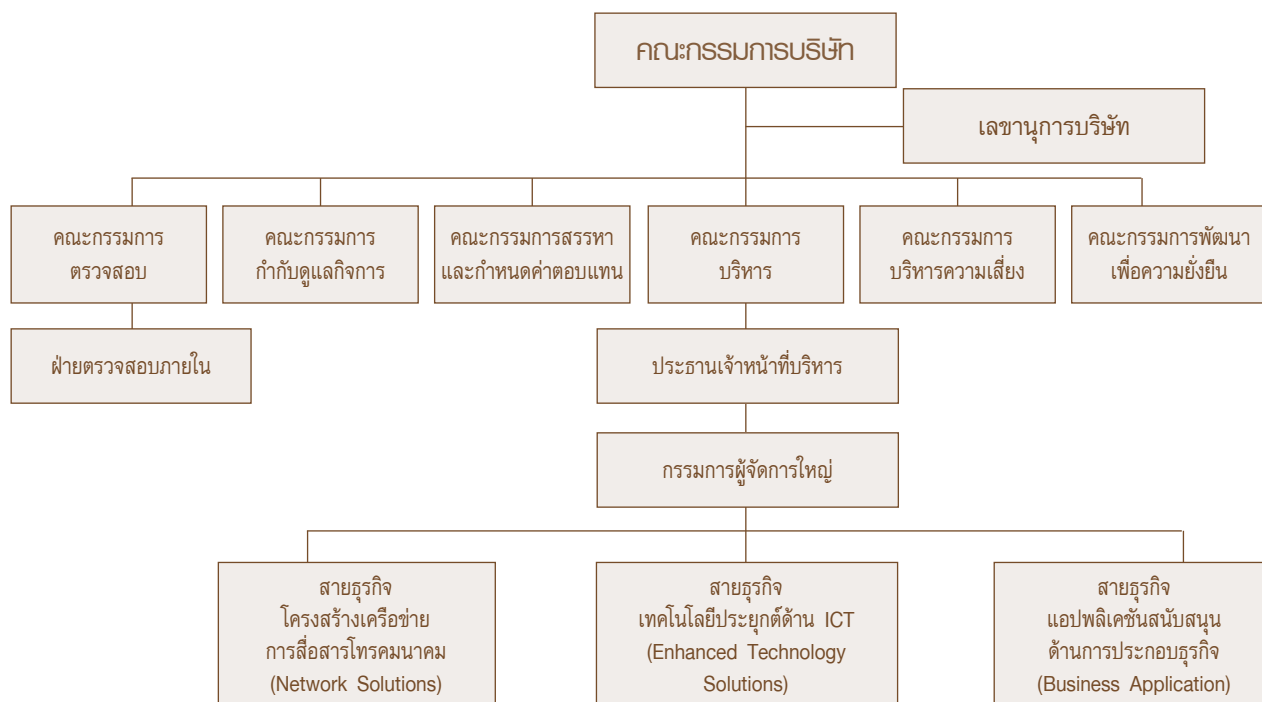 คณะกรรมการบริษัท
เลขานุการบริษัท
คณะกรรมการ
ตรวจสอบ
คณะกรรมการ
กำกับดูแลกิจการ
คณะกรรมการสรรหา
และกำหนดค่าตอบแทน
คณะกรรมการ
บริหาร
คณะกรรมการ
บริหารความเสี่ยง
คณะกรรมการพัฒนา
เพื่อความยั่งยืน
ฝ่ายตรวจสอบภายใน
ประธานเจ้าหน้าที่บริหาร
กรรมการผู้จัดการใหญ่
สายธุรกิจ
โครงสร้างเครือข่าย
การสื่อสารโทรคมนาคม
(Network Solutions)
สายธุรกิจ
เทคโนโลยีประยุกต์ด้าน ICT
(Enhanced Technology
Solutions)
สายธุรกิจ
แอปพลิเคชันสนับสนุน
ด้านการประกอบธุรกิจ
(Business Application)